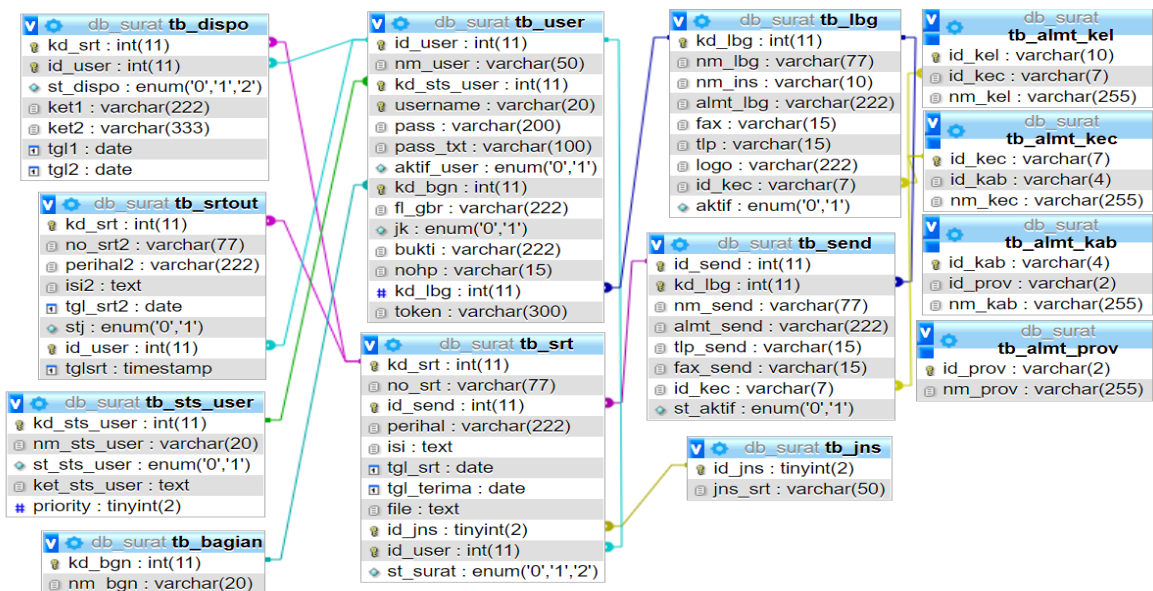 db_surat tb_dispo
kd_srt : int(11)
id_user : int(11)
st_dispo : enum('0','1','2')
ket1 : varchar(222)
ket2 : varchar(333)
tgl1 : date
tgl2 : date
db_surat tb_srtout
kd_srt : int(11)
no_srt2 : varchar(77)
perihal2 : varchar(222)
isi2 : text
tgl_srt2 : date
stj : enum('0','1')
id_user : int(11)
tglsrt : timestamp
db_surat tb_sts_user
kd_sts_user : int(11)
nm_sts_user : varchar(20)
st_sts_user : enum('0','1')
ket_sts_user : text
priority : tinyint(2)
db_surat tb_bagian
kd_bgn : int(11)
nm_bgn : varchar(20)
db_surat tb_user
id_user : int(11)
nm_user : varchar(50)
kd_sts_user : int(11)
username : varchar(20)
pass : varchar(200)
pass_txt : varchar(100)
aktif_user : enum('0','1')
kd_bgn : int(11)
fl_gbr : varchar(222)
jk : enum('0','1')
bukti : varchar(222)
nohp : varchar(15)
kd_lbg : int(11)
token : varchar(300)
db_surat tb_srt
kd_srt : int(11)
no_srt : varchar(77)
id_send : int(11)
perihal : varchar(222)
isi : text
tgl_srt : date
tgl_terima : date
file : text
id_jns : tinyint(2)
id_user : int(11)
st_surat : enum('0','1','2')
db_surat tb_lbg
kd_lbg : int(11)
nm_lbg : varchar(77)
nm_ins : varchar(10)
almt_lbg : varchar(222)
fax : varchar(15)
tlp : varchar(15)
logo : varchar(222)
id_kec : varchar(7)
aktif : enum('0','1')
db_surat tb_send
id_send : int(11)
kd_lbg : int(11)
nm_send : varchar(77)
almt_send : varchar(222)
tlp_send : varchar(15)
fax_send : varchar(15)
id_kec : varchar(7)
st_aktif : enum('0','1')
db_surat tb_jns
id_jns : tinyint(2)
jns_srt : varchar(50)
db_surat
tb_almt_kel
id_kel : varchar(10)
id_kec : varchar(7)
nm_kel : varchar(255)
db_surat
tb_almt_kec
id_kec : varchar(7)
id_kab : varchar(4)
nm_kec : varchar(255)
db_surat
tb_almt_kab
id_kab : varchar(4)
id_prov : varchar(2)
nm_kab : varchar(255)
db_surat
tb_almt_prov
id_prov : varchar(2)
nm_prov : varchar(255)